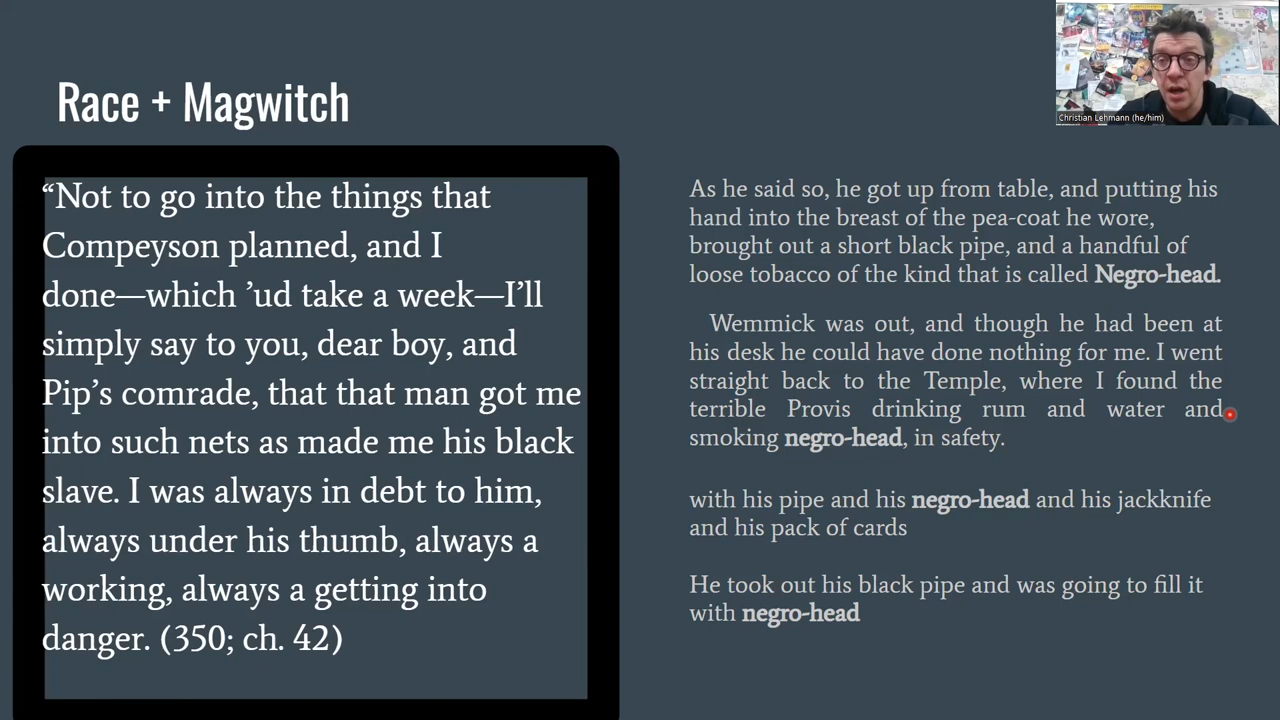 Race + Magwitch
“Not to go into the things that
Compeyson planned, and I
done—which ’ud take a week—I’ll
simply say to you, dear boy, and
Pip’s comrade, that that man got me
into such nets as made me his black
slave. I was always in debt to him,
always under his thumb, always a
working, always a getting into
danger. (350; ch. 42)
As he said so, he got up from table, and putting his
hand into the breast of the pea-coat he wore,
brought out a short black pipe, and a handful of
loose tobacco of the kind that is called Negro-head.
Wemmick was out, and though he had been at
his desk he could have done nothing for me. I went
straight back to the Temple, where I found the
terrible Provis drinking rum and water and
smoking negro-head, in safety.
with his pipe and his negro-head and his jackknife
and his pack of cards
He took out his black pipe and was going to fill it
with negro-head
Christian Lehmann (he/him)